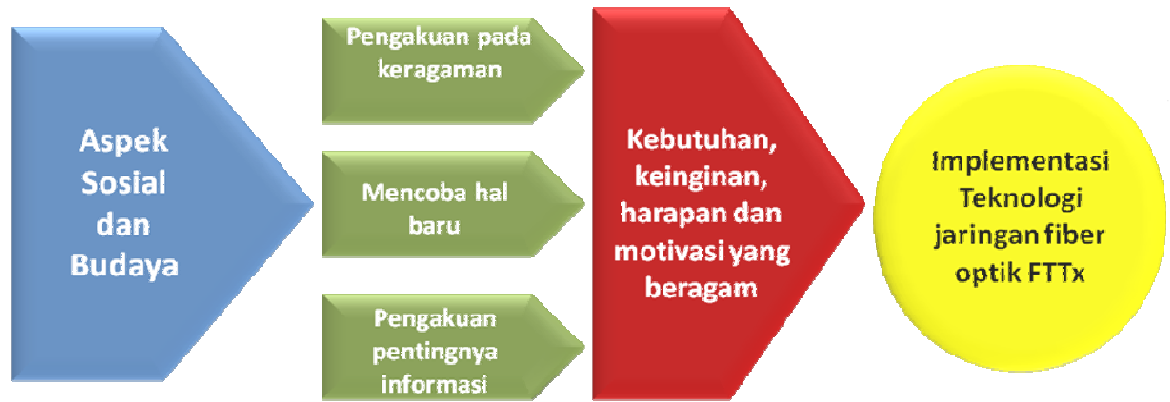 Aspek
Sosial
dan
Budaya
Pengakuan pada
keragaman
Mencoba hal
baru
Pengakuan
pentingnya
informasi
Kebutuhan,
keinginan,
harapan dan
motivasi yang
beragam
Implementasi
Teknologi
jaringan fiber
optik FTTx